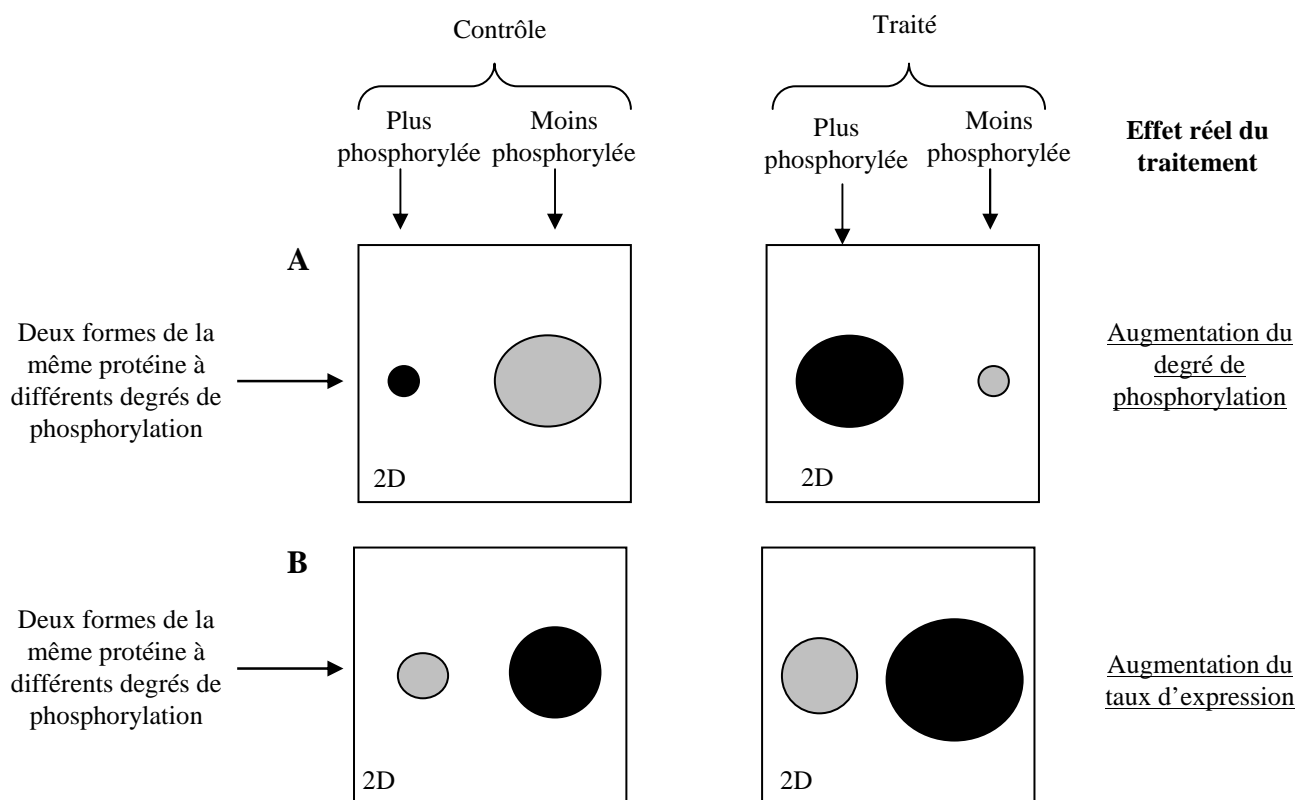 Contrôle
Traité
Plus
phosphorylée
Moins
phosphorylée
Plus
phosphorylée
Moins
phosphorylée
Effet réel du
traitement
A
Deux formes de la
même protéine à
différents degrés de
phosphorylation
2D
2D
Augmentation du
degré de
phosphorylation
B
Deux formes de la
même protéine à
différents degrés de
phosphorylation
2D
2D
Augmentation du
taux d’expression